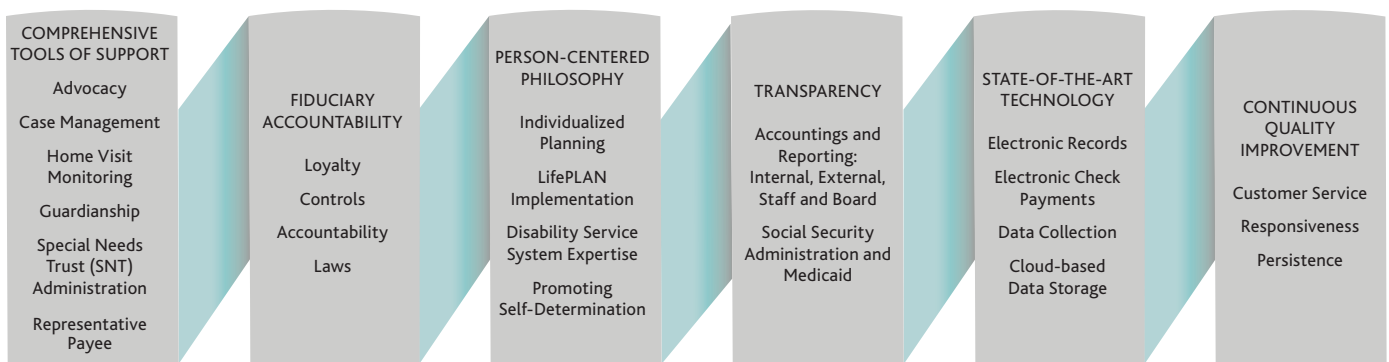 COMPREHENSIVE
TOOLS OF SUPPORT
Advocacy
Case Management
Home Visit
Monitoring
Guardianship
Special Needs
Trust (SNT)
Administration
Representative
Payee
FIDUCIARY
ACCOUNTABILITY
Loyalty
Controls
Accountability
Laws
PERSON-CENTERED
PHILOSOPHY
Individualized
Planning
LifePLAN
Implementation
Disability Service
System Expertise
Promoting
Self-Determination
TRANSPARENCY
Accountings and
Reporting:
Internal, External,
Staff and Board
Social Security
Administration and
Medicaid
STATE-OF-THE-ART
TECHNOLOGY
Electronic Records
Electronic Check
Payments
Data Collection
Cloud-based
Data Storage
CONTINUOUS
QUALITY
IMPROVEMENT
Customer Service
Responsiveness
Persistence